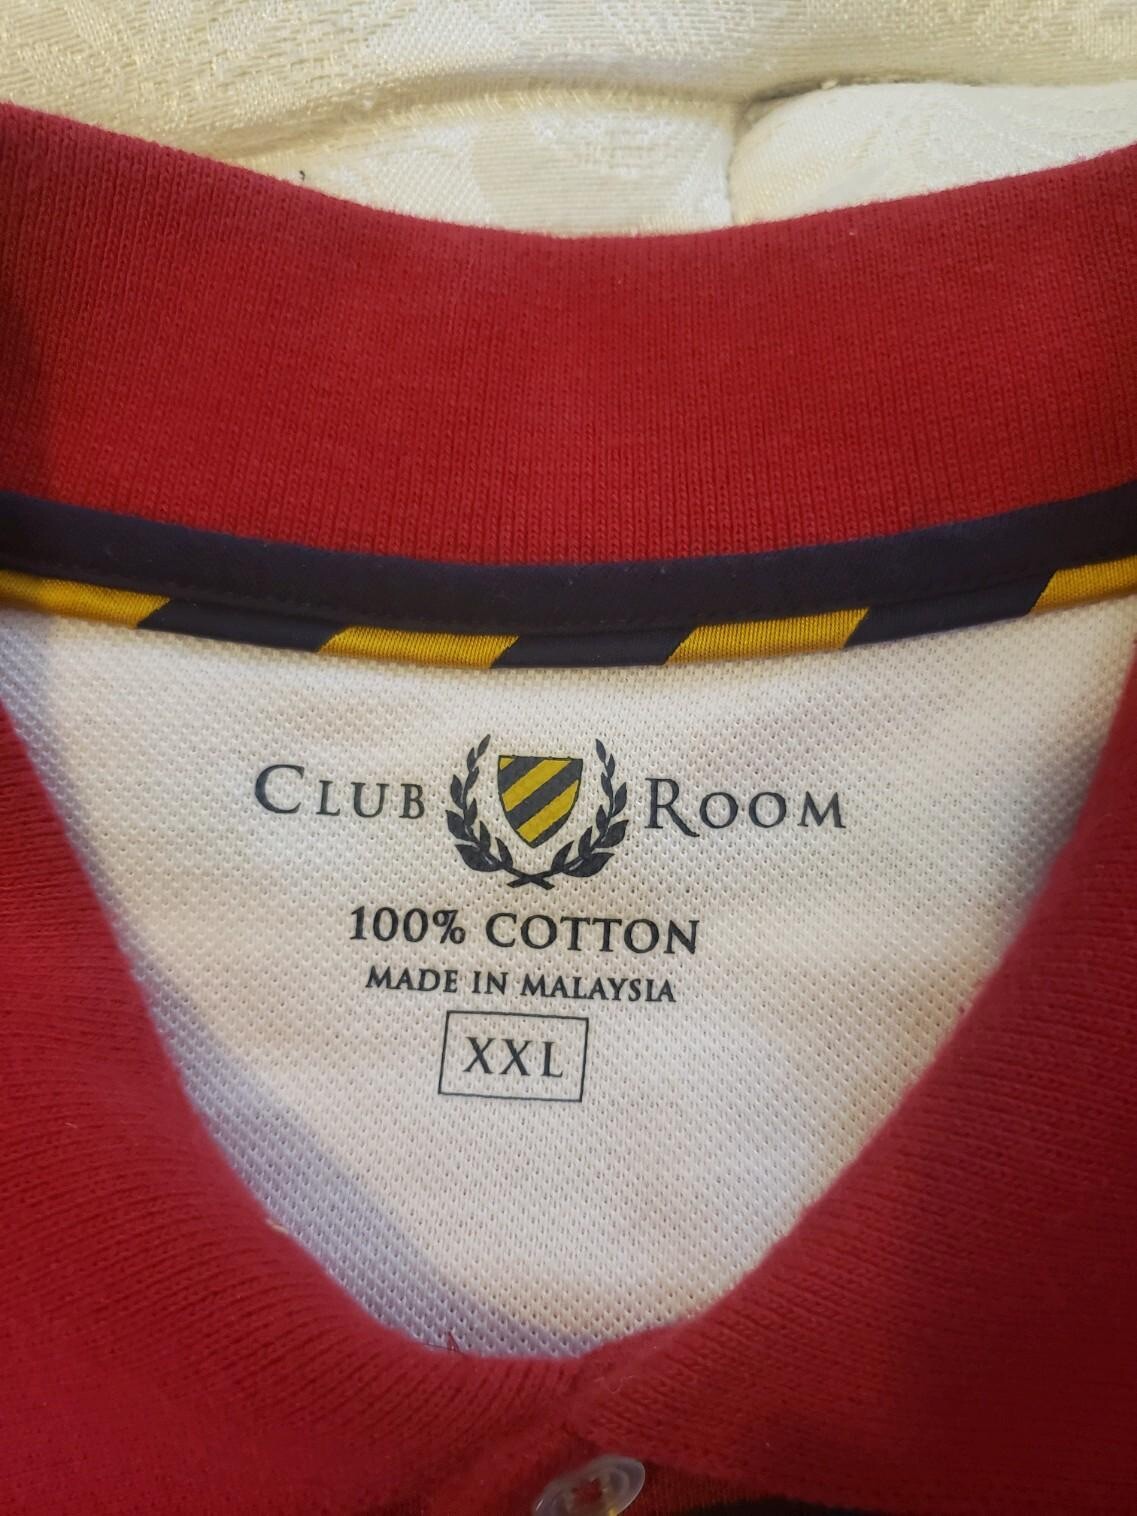 CLUB ROOM
100% COTTON
MADE IN MALAYSIA
XXL